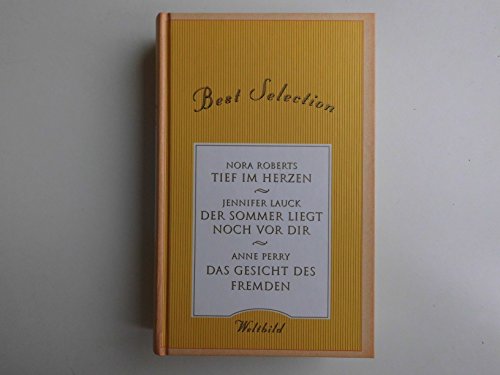 Best Selection
NORA ROBERTS
TIEF IM HERZEN
~
JENNIFER LAUCK
DER SOMMER LIEGT
NOCH VOR DIR
~
ANNE PERRY
DAS GESICHT DES
FREMDEN
Weltbild